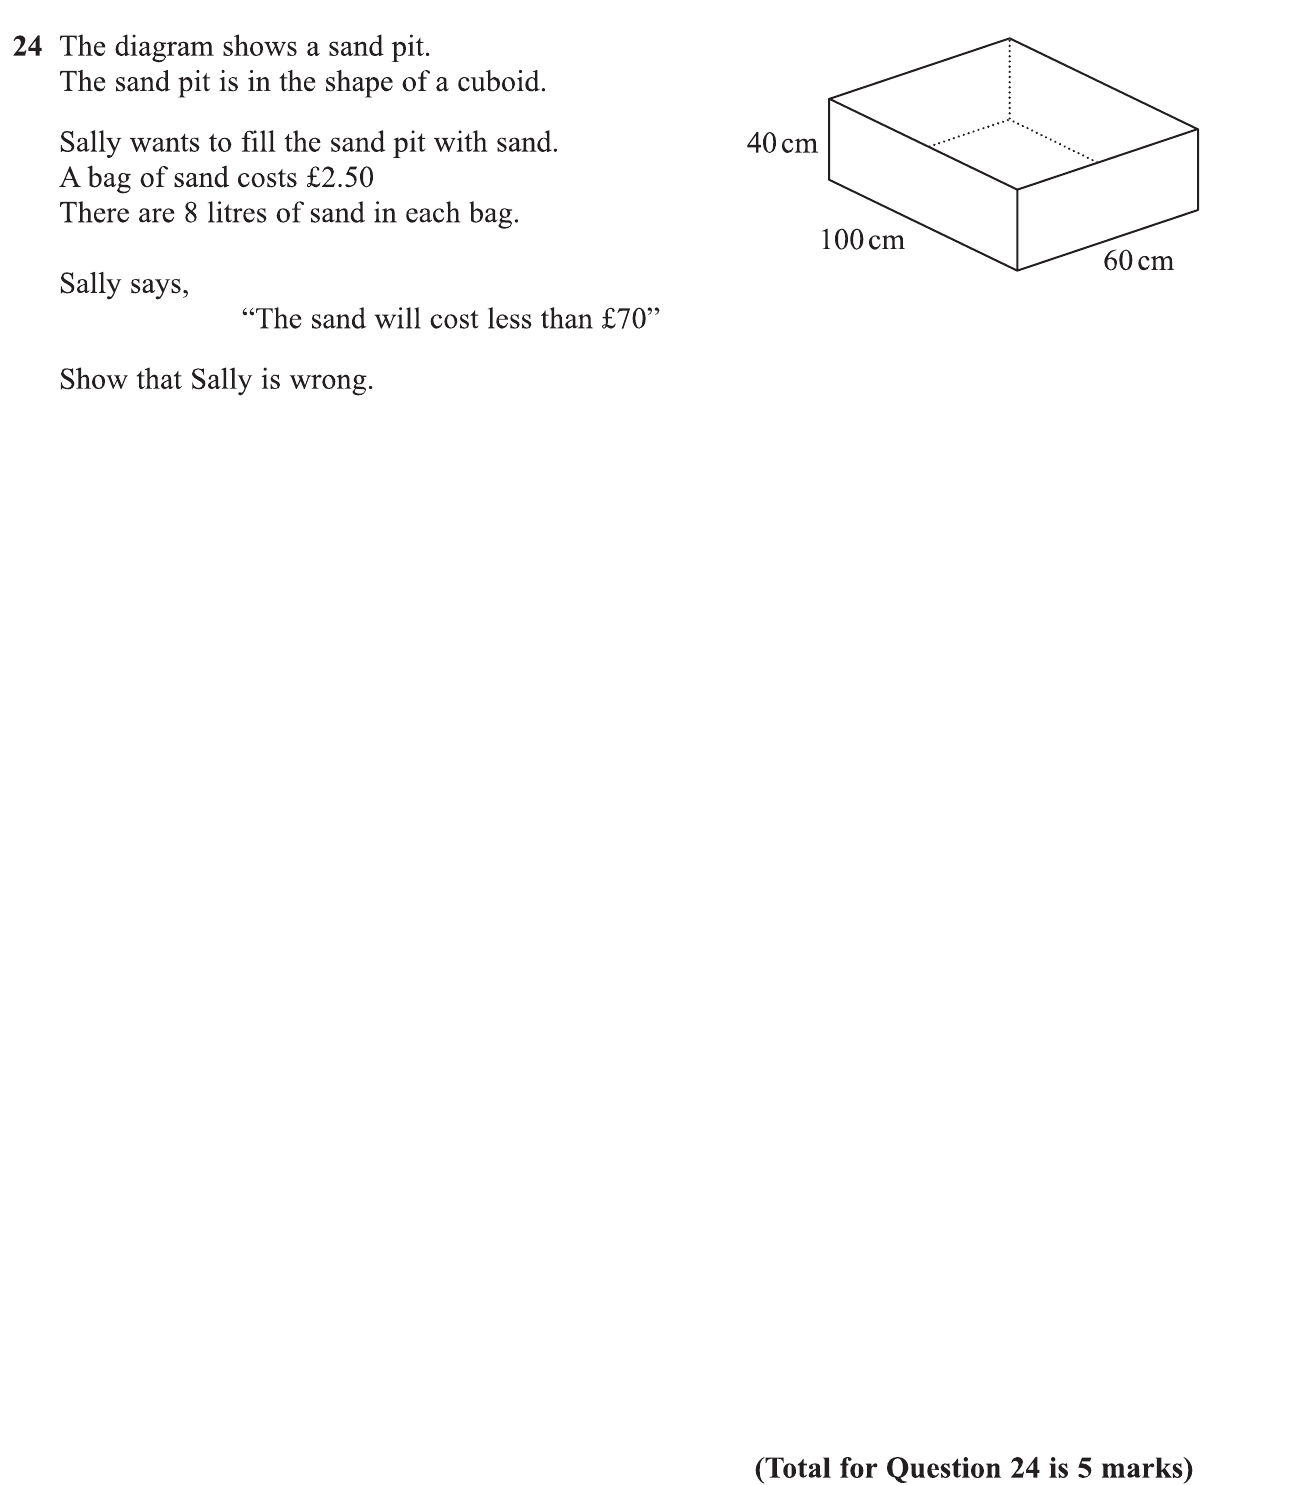 24 The diagram shows a sand pit.
The sand pit is in the shape of a cuboid.
Sally wants to fill the sand pit with sand.
A bag of sand costs £2.50
There are 8 litres of sand in each bag.
Sally says,
“The sand will cost less than £70”
Show that Sally is wrong.
40 cm
100 cm
60 cm
(Total for Question 24 is 5 marks)